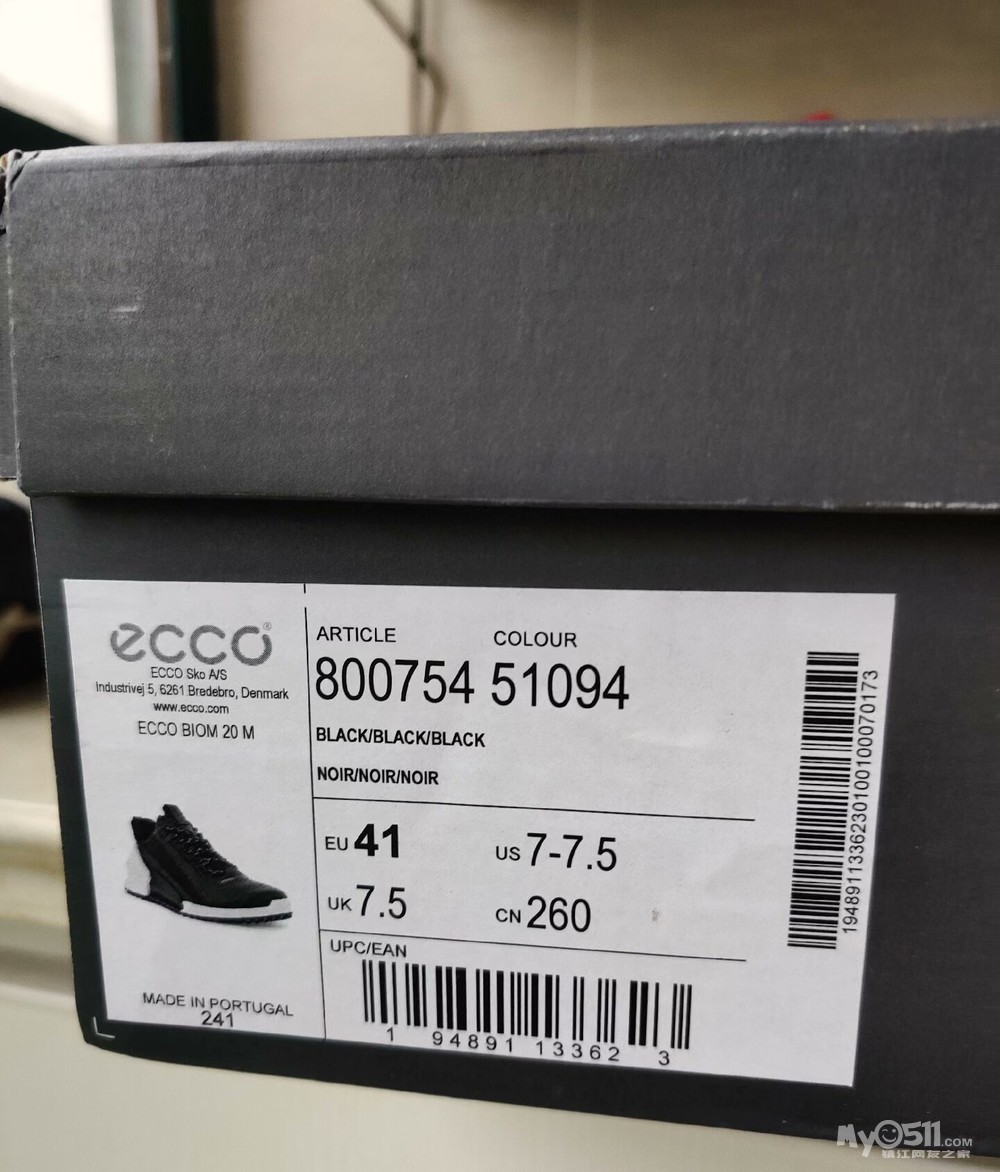 ecco®
ECCO Sko A/S
Industrivej 5, 6261 Bredebro, Denmark
www.ecco.com
ECCO BIOM 20 M
MADE IN PORTUGAL
241
ARTICLE COLOUR
800754 51094
BLACK/BLACK/BLACK
NOIR/NOIR/NOIR
EU 41 US 7-7.5
UK 7.5 CN 260
UPC/EAN
1 94891 13362 3
1948911336230100100070173
My0511.COM
镇江网友之家